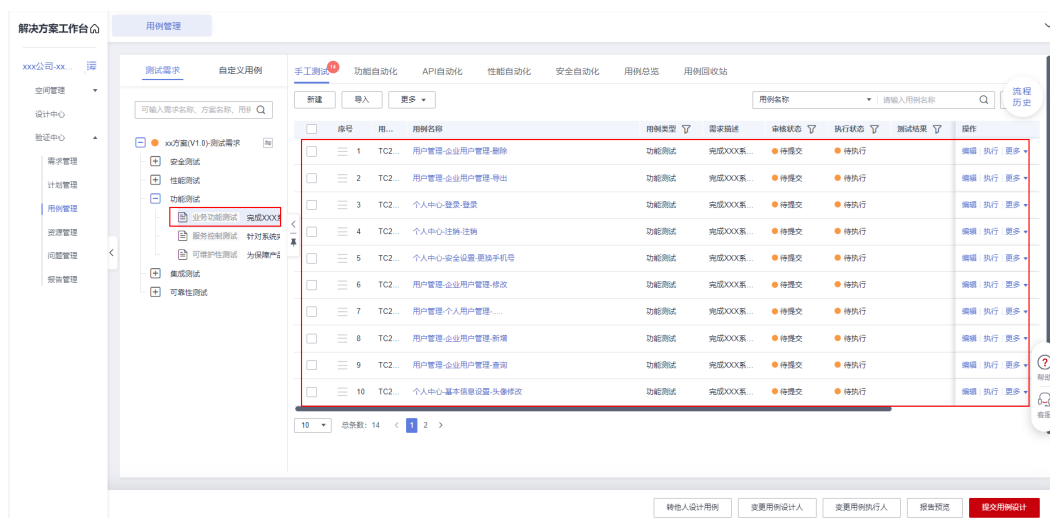 解决方案工作台
用例管理
xxx公司-xx...
空间管理
设计中心
验证中心
需求管理
计划管理
用例管理
资源管理
问题管理
报告管理
测试需求 自定义用例
可输入需求名称、方案名称、用例
xx方案(V1.0)-测试需求
安全测试
性能测试
功能测试
业务功能测试 完成XXX系
服务控制测试 针对系统完
可维护性测试 为保障产品
集成测试
可靠性测试
手工测试 14 功能自动化 API自动化 性能自动化 安全自动化 用例总览 用例回收站
新建 导入 更多 用例名称 请输入用例名称
流程
历史
序号 用... 用例名称 用例类型 需求描述 审核状态 执行状态 测试结果 操作
1 TC2... 用户管理-企业用户管理-删除 功能测试 完成XXX系... 待提交 待执行 编辑 执行 更多
2 TC2... 用户管理-企业用户管理-导出 功能测试 完成XXX系... 待提交 待执行 编辑 执行 更多
3 TC2... 个人中心-登录-登录 功能测试 完成XXX系... 待提交 待执行 编辑 执行 更多
4 TC2... 个人中心-注销-注销 功能测试 完成XXX系... 待提交 待执行 编辑 执行 更多
5 TC2... 个人中心-安全设置-更换手机号 功能测试 完成XXX系... 待提交 待执行 编辑 执行 更多
6 TC2... 用户管理-企业用户管理-修改 功能测试 完成XXX系... 待提交 待执行 编辑 执行 更多
7 TC2... 用户管理-个人用户管理-..... 功能测试 完成XXX系... 待提交 待执行 编辑 执行 更多
8 TC2... 用户管理-企业用户管理-新增 功能测试 完成XXX系... 待提交 待执行 编辑 执行 更多
9 TC2... 用户管理-企业用户管理-查询 功能测试 完成XXX系... 待提交 待执行 编辑 执行 更多
10 TC2... 个人中心-基本信息设置-头像修改 功能测试 完成XXX系... 待提交 待执行 编辑 执行 更多
帮助
客服
10 总条数: 14 < 1 2 >
转他人设计用例 变更用例设计人 变更用例执行人 报告预览 提交用例设计